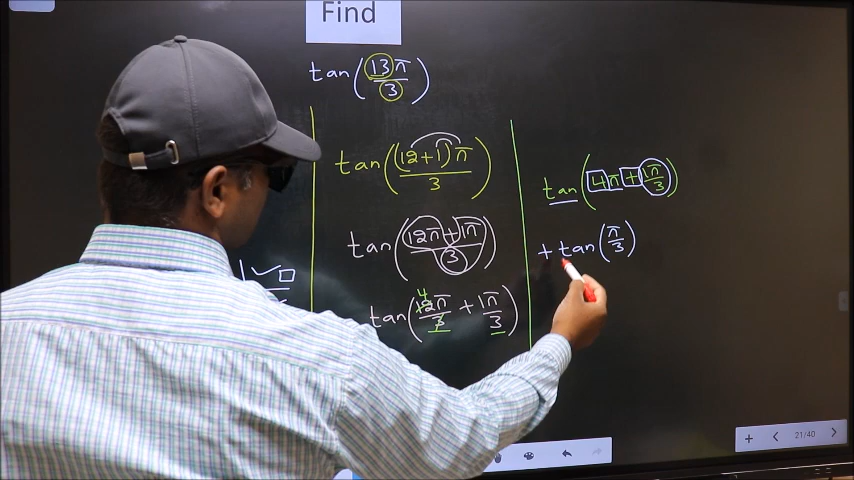 Find
tan(13π/3)
tan((12+1)π/3)
tan((12π+1π)/3)
tan(4 12π/3 + 1π/3)
tan(4π + 1π/3)
+ tan(π/3)
21/40